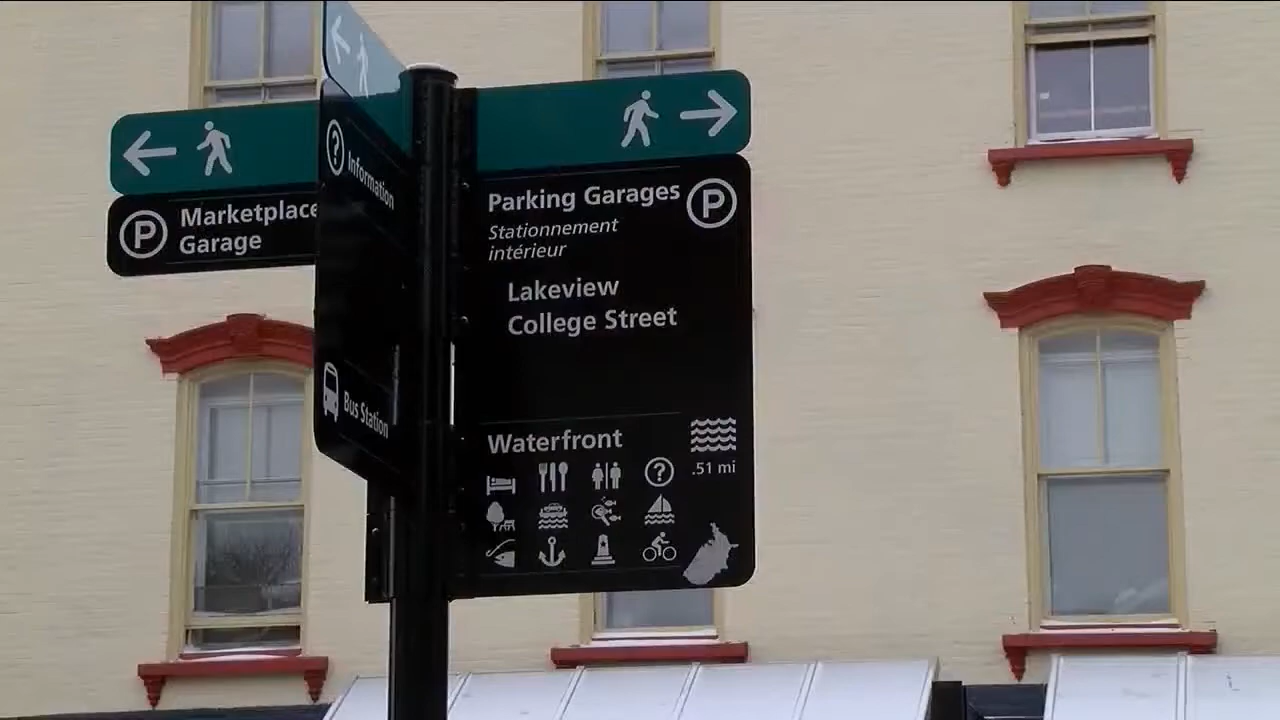 P
Marketplace
Garage
?
Information
Bus Station
Parking Garages
P
Stationnement
intérieur
Lakeview
College Street
Waterfront
?
.51 mi